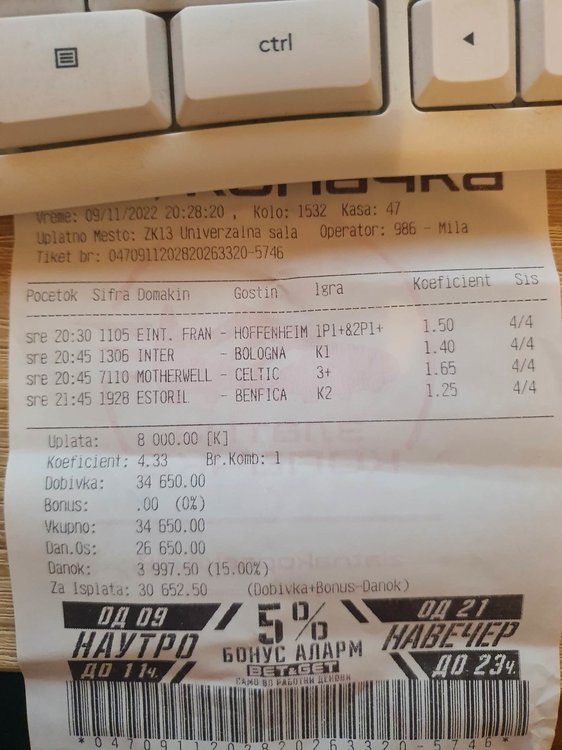 ctrl
копачка
Vreme: 09/11/2022 20:28:20 , Kolo: 1532 Kasa: 47
Uplatno Mesto: ZK13 Univerzalna sala Operator: 986 - Mila
Tiket br: 0470911202820263320-5746
Pocetok Sifra Domakin Gostin Igra Koeficient Sis
sre 20:30 1105 EINT. FRAN - HOFFENHEIM 1P1+&2P1+ 1.50 4/4
sre 20:45 1306 INTER - BOLOGNA K1 1.40 4/4
sre 20:45 7110 MOTHERWELL - CELTIC 3+ 1.65 4/4
sre 21:45 1928 ESTORIL - BENFICA K2 1.25 4/4
Uplata: 8 000.00 [K]
Koeficient: 4.33 Br.Komb: 1
Dobivka: 34 650.00
Bonus: .00 (0%)
Vkupno: 34 650.00
Dan.Os: 26 650.00
Danok: 3 997.50 (15.00%)
Za Isplata: 30 652.50 (Dobivka+Bonus-Danok)
ОД 09 5% ОД 21
НАУТРО БОНУС АЛАРМ НАВЕЧЕР
ДО 11ч. BET&GET ДО 23ч.
САМО ВО РАБОТНИ ДЕНОВИ
*0470911202820263320-5746*